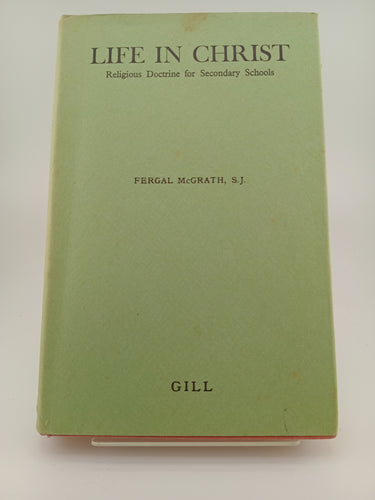 LIFE IN CHRIST
Religious Doctrine for Secondary Schools
FERGAL McGRATH, S.J.
GILL